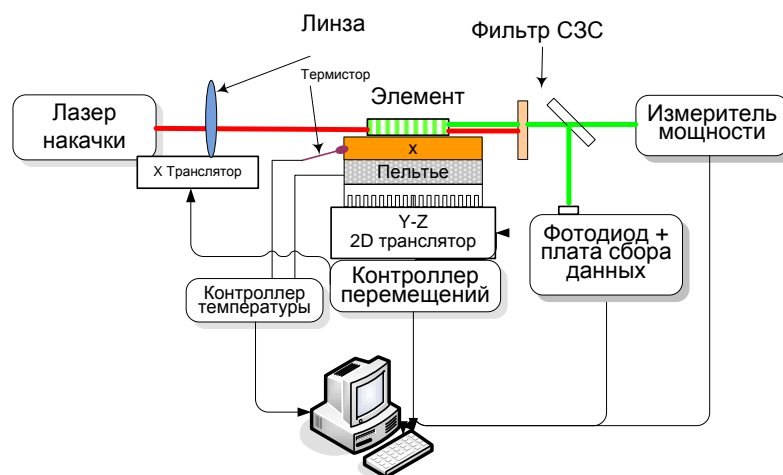 Линза
Фильтр СЗС
Термистор
Элемент
Лазер
накачки
Измеритель
мощности
x
X Транслятор
Пельтье
Y-Z
2D транслятор
Фотодиод +
плата сбора
данных
Контроллер
температуры
Контроллер
перемещений